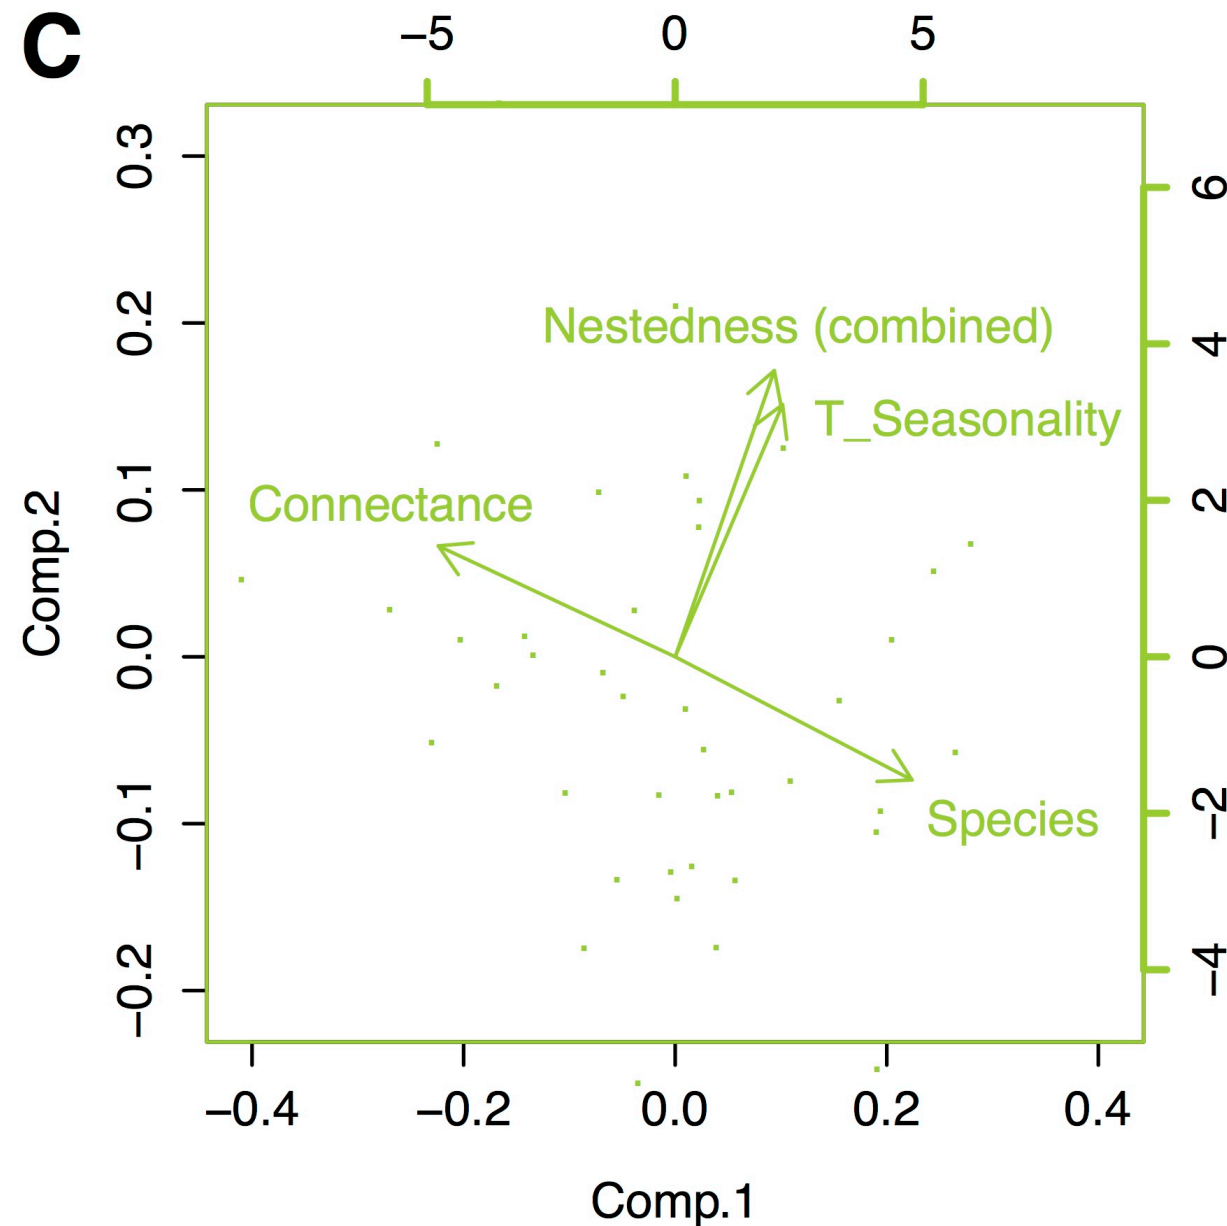 C
−5 0 5
0.3
0.2
0.1
0.0
−0.1
−0.2
Comp.2
Nestedness (combined)
T_Seasonality
Connectance
Species
6
4
2
0
−2
−4
−0.4 −0.2 0.0 0.2 0.4
Comp.1